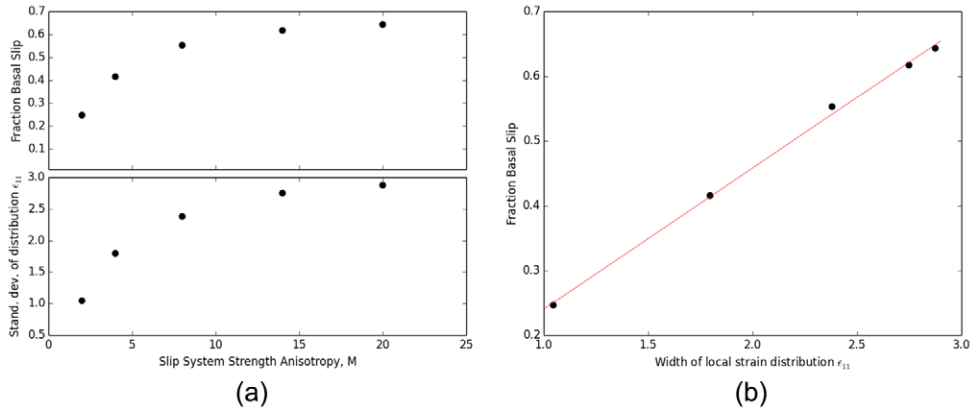 0.7
0.6
0.5
0.4
0.3
0.2
0.1
Fraction Basal Slip
3.0
2.5
2.0
1.5
1.0
0.5
Stand. dev. of distribution ϵ₁₁
0 5 10 15 20 25
Slip System Strength Anisotropy, M
(a)
0.7
0.6
0.5
0.4
0.3
0.2
Fraction Basal Slip
1.0 1.5 2.0 2.5 3.0
Width of local strain distribution ϵ₁₁
(b)